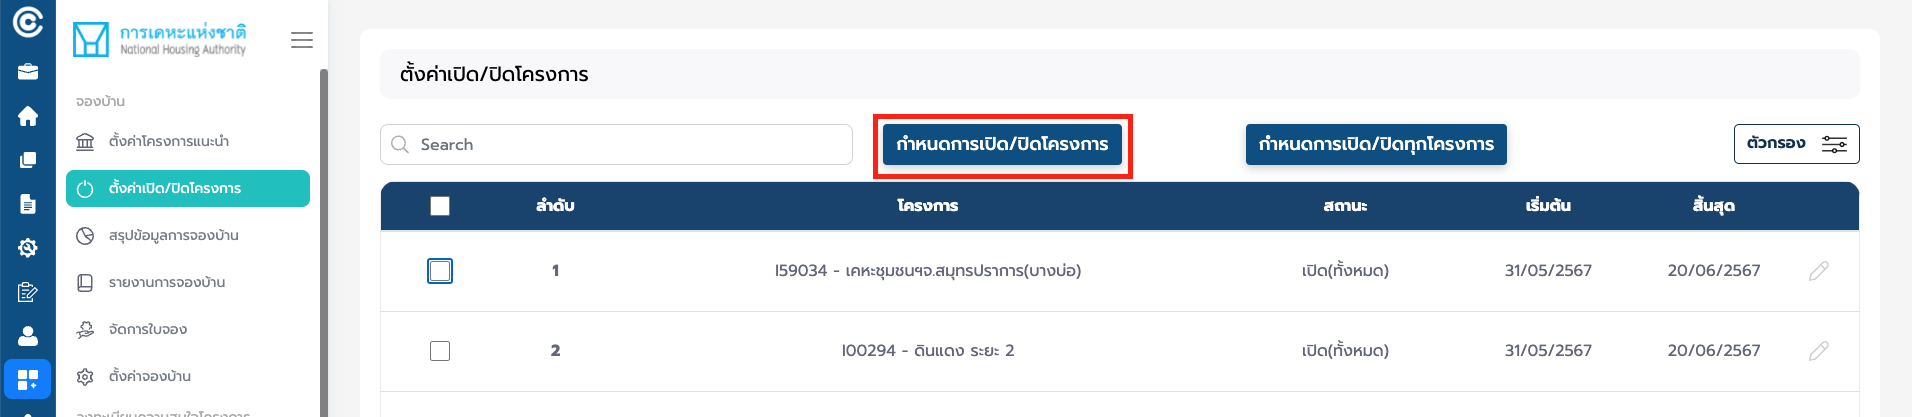 การเคหะแห่งชาติ
National Housing Authority
จองบ้าน
ตั้งค่าโครงการแนะนำ
ตั้งค่าเปิด/ปิดโครงการ
สรุปข้อมูลการจองบ้าน
รายงานการจองบ้าน
จัดการใบจอง
ตั้งค่าจองบ้าน
ตั้งค่าเปิด/ปิดโครงการ
Search
กำหนดการเปิด/ปิดโครงการ
กำหนดการเปิด/ปิดทุกโครงการ
ตัวกรอง
ลำดับ โครงการ สถานะ เริ่มต้น สิ้นสุด
1 I59034 - เคหะชุมชนฯจ.สมุทรปราการ(บางบ่อ) เปิด(ทั้งหมด) 31/05/2567 20/06/2567
2 I00294 - ดินแดง ระยะ 2 เปิด(ทั้งหมด) 31/05/2567 20/06/2567